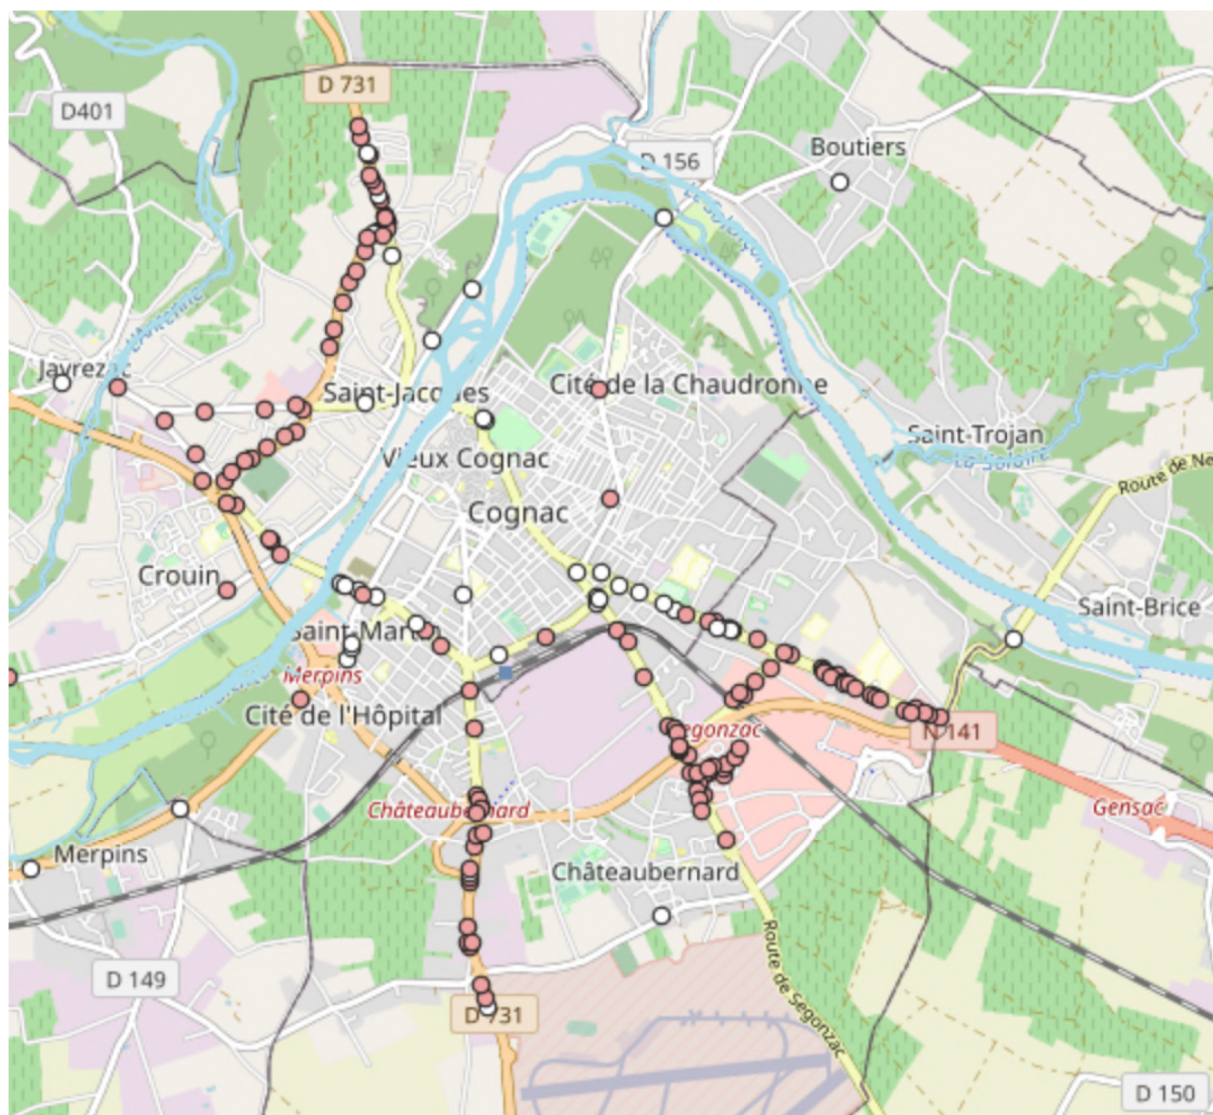 D 731
D401
Boutiers
D 156
Javrezac
Saint-Jacques
Cité de la Chaudronne
Saint-Trojan
Vieux Cognac
Route de Ne
Cognac
Crouin
Saint-Brice
Saint-Martin
Merpins
Cité de l'Hôpital
Segonzac
N 141
Châteaubernard
Gensac
Merpins
Châteaubernard
Route de Segonzac
D 149
D 731
D 150